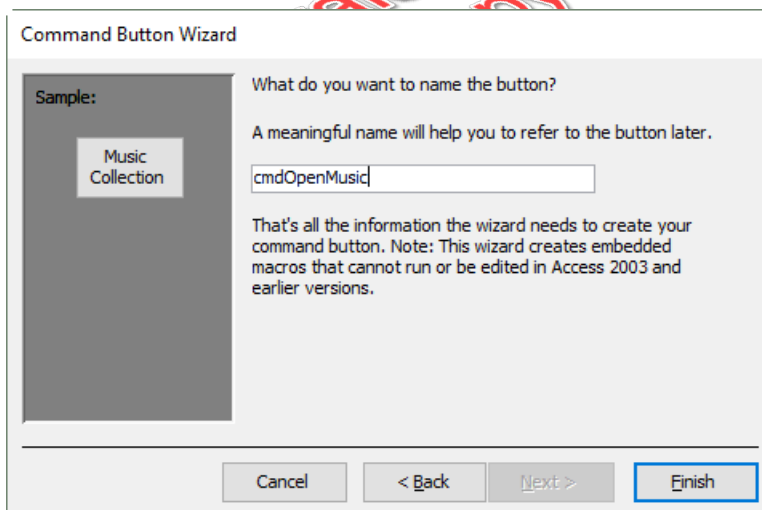 Command Button Wizard
Sample:
Music
Collection
What do you want to name the button?
A meaningful name will help you to refer to the button later.
cmdOpenMusic
That's all the information the wizard needs to create your
command button. Note: This wizard creates embedded
macros that cannot run or be edited in Access 2003 and
earlier versions.
Cancel
< Back
Next >
Finish